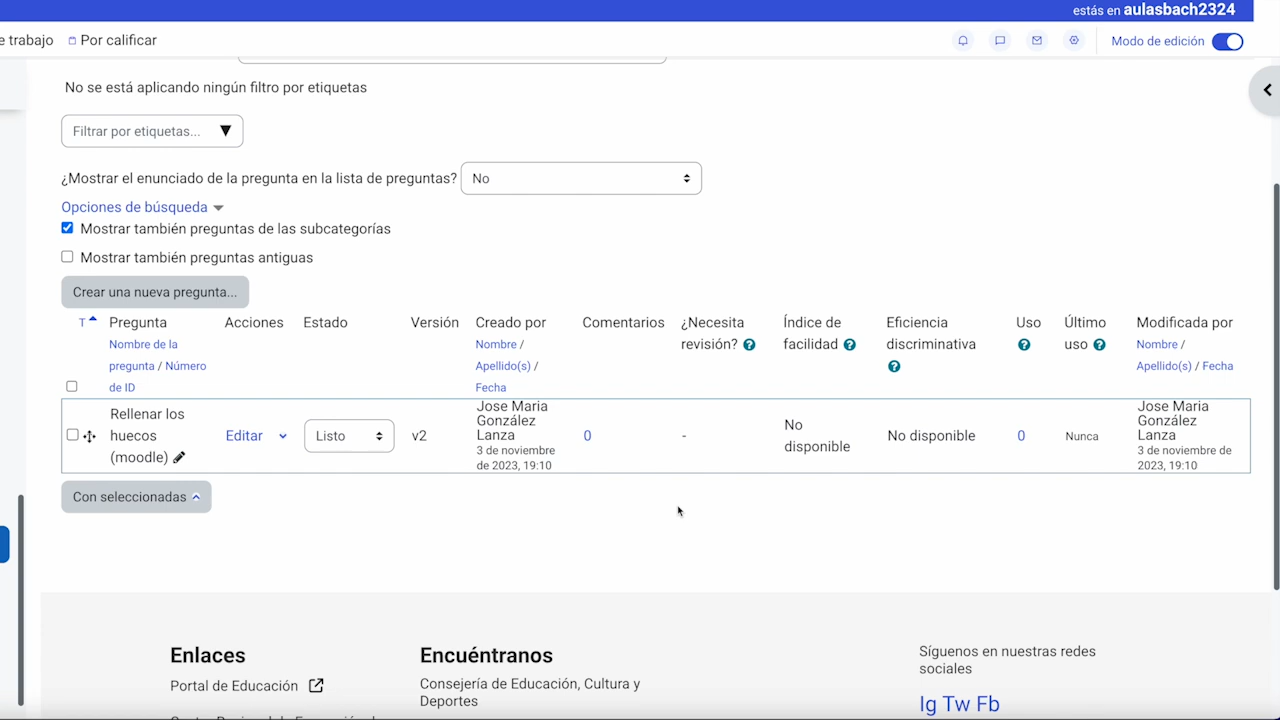 estás en aulasbach2324
e trabajo Por calificar Modo de edición
No se está aplicando ningún filtro por etiquetas
Filtrar por etiquetas... ▼
¿Mostrar el enunciado de la pregunta en la lista de preguntas? No
Opciones de búsqueda
Mostrar también preguntas de las subcategorías
Mostrar también preguntas antiguas
Crear una nueva pregunta...
T Pregunta Acciones Estado Versión Creado por Comentarios ¿Necesita revisión? Índice de facilidad Eficiencia discriminativa Uso Último uso Modificada por
Nombre de la pregunta / Número de ID
Nombre / Apellido(s) / Fecha
Nombre / Apellido(s) / Fecha
Rellenar los huecos (moodle) Editar Listo v2 Jose Maria González Lanza 3 de noviembre de 2023, 19:10 0 - No disponible No disponible 0 Nunca Jose Maria González Lanza 3 de noviembre de 2023, 19:10
Con seleccionadas
Enlaces
Portal de Educación
Encuéntranos
Consejería de Educación, Cultura y
Deportes
Síguenos en nuestras redes
sociales
Ig Tw Fb